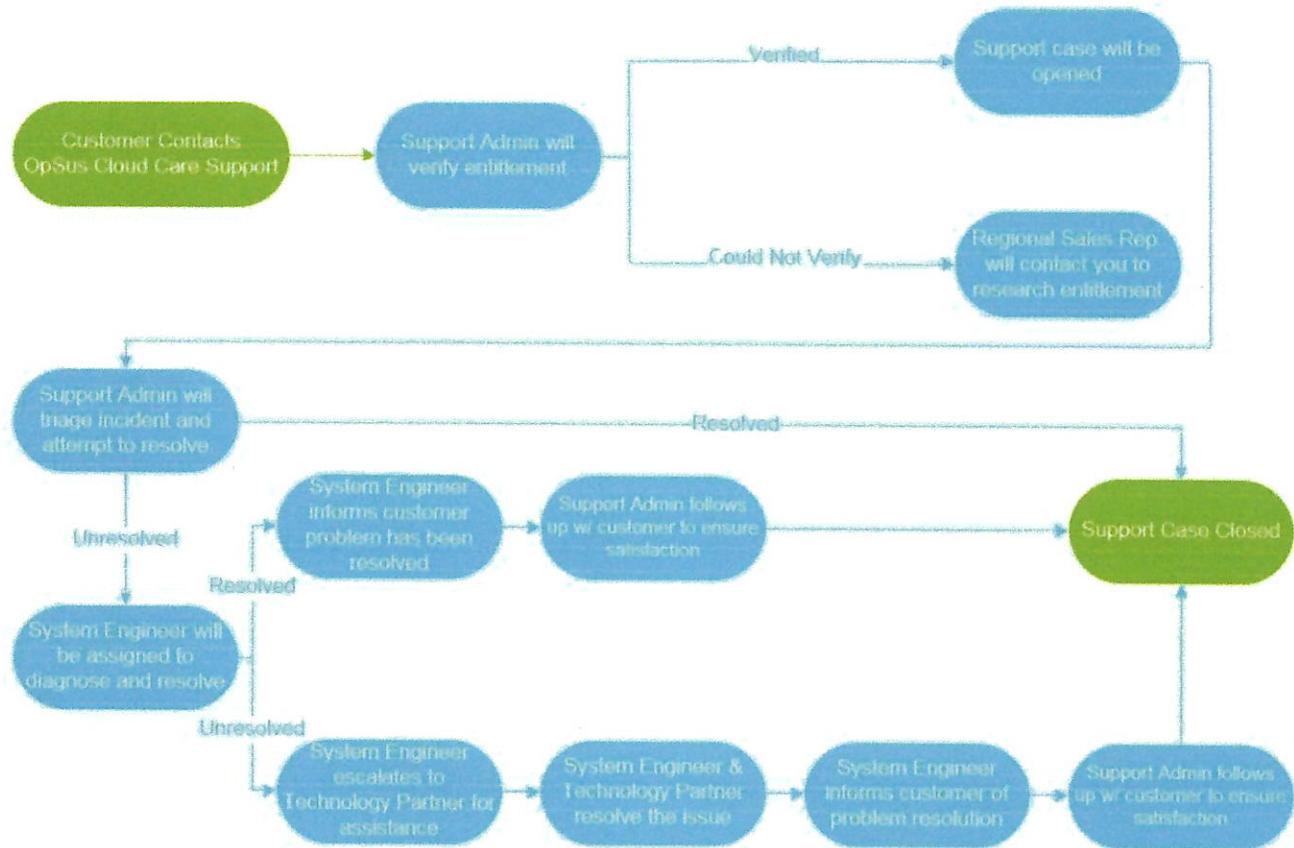 Customer Contacts
OpSus Cloud Care Support
Support Admin will
verify entitlement
Verified
Support case will be
opened
Could Not Verify
Regional Sales Rep
will contact you to
research entitlement
Support Admin will
triage incident and
attempt to resolve
Resolved
Unresolved
System Engineer
informs customer
problem has been
resolved
Support Admin follows
up w/ customer to ensure
satisfaction
Support Case Closed
Resolved
System Engineer will
be assigned to
diagnose and resolve
Unresolved
System Engineer
escalates to
Technology Partner for
assistance
System Engineer &
Technology Partner
resolve the issue
System Engineer
informs customer of
problem resolution
Support Admin follows
up w/ customer to ensure
satisfaction